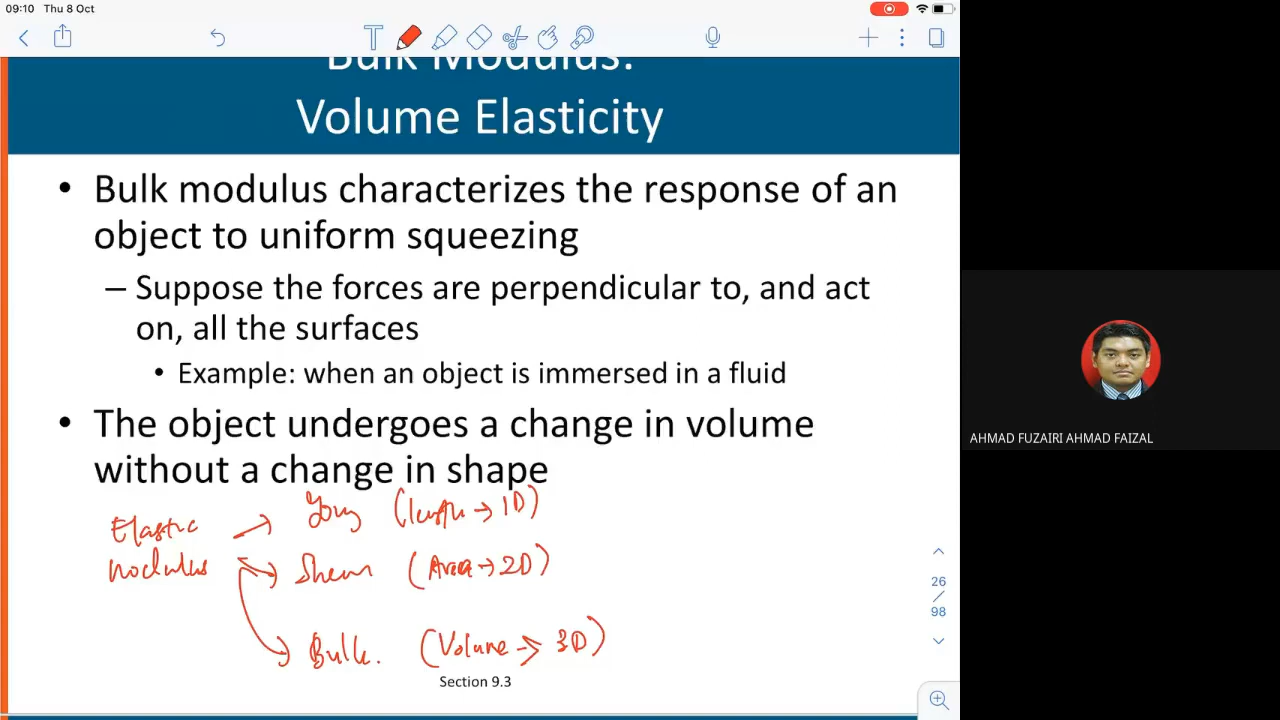 09:10 Thu 8 Oct
Bulk Modulus:
Volume Elasticity
• Bulk modulus characterizes the response of an
object to uniform squeezing
– Suppose the forces are perpendicular to, and act
on, all the surfaces
• Example: when an object is immersed in a fluid
• The object undergoes a change in volume
without a change in shape
Elastic
modulus
→ Young (length → 1D)
→ Shear (Area → 2D)
→ Bulk. (Volume → 3D)
Section 9.3
26
/
98
AHMAD FUZAIRI AHMAD FAIZAL